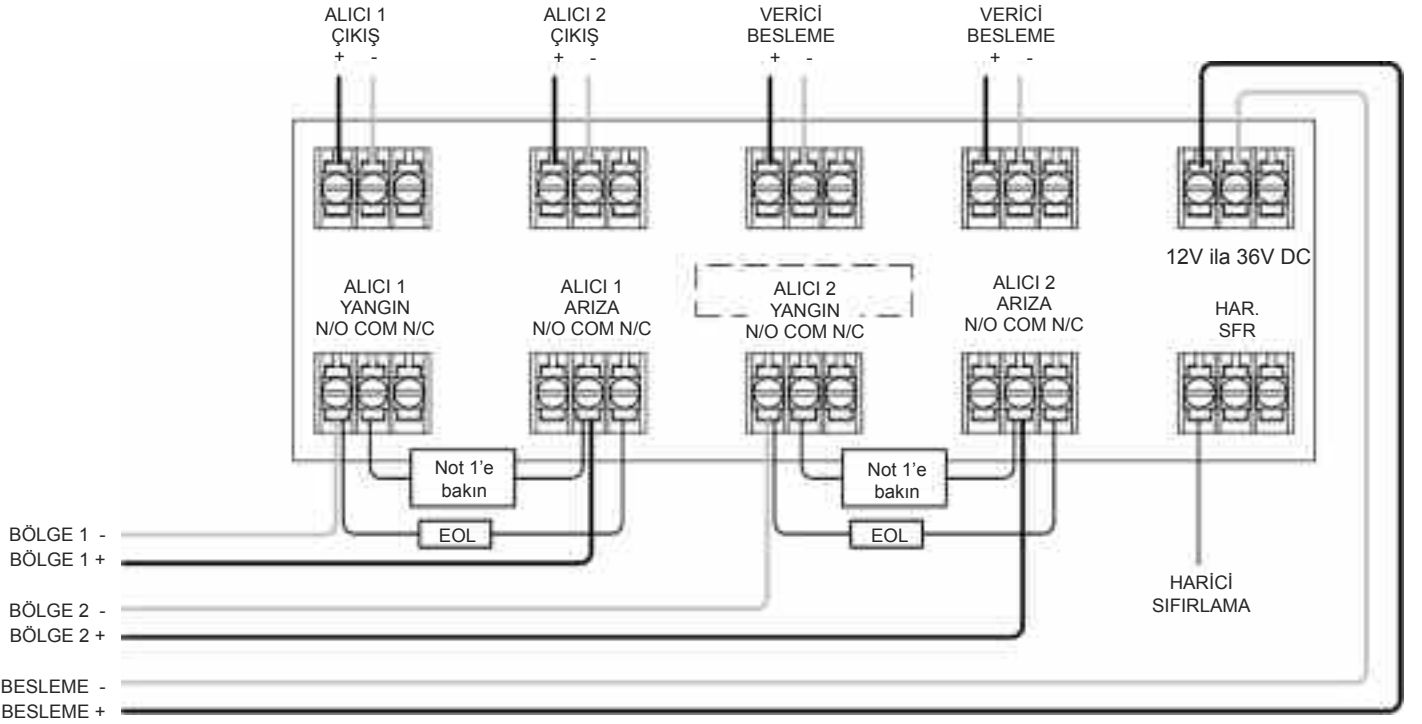 ALICI 1
ÇIKIŞ
+ -
ALICI 2
ÇIKIŞ
+ -
VERİCİ
BESLEME
+ -
VERİCİ
BESLEME
+ -
12V ila 36V DC
ALICI 1
YANGIN
N/O COM N/C
ALICI 1
ARIZA
N/O COM N/C
ALICI 2
YANGIN
N/O COM N/C
ALICI 2
ARIZA
N/O COM N/C
HAR.
SFR
Not 1’e
bakın
Not 1’e
bakın
EOL
EOL
BÖLGE 1 -
BÖLGE 1 +
HARİCİ
SIFIRLAMA
BÖLGE 2 -
BÖLGE 2 +
BESLEME -
BESLEME +